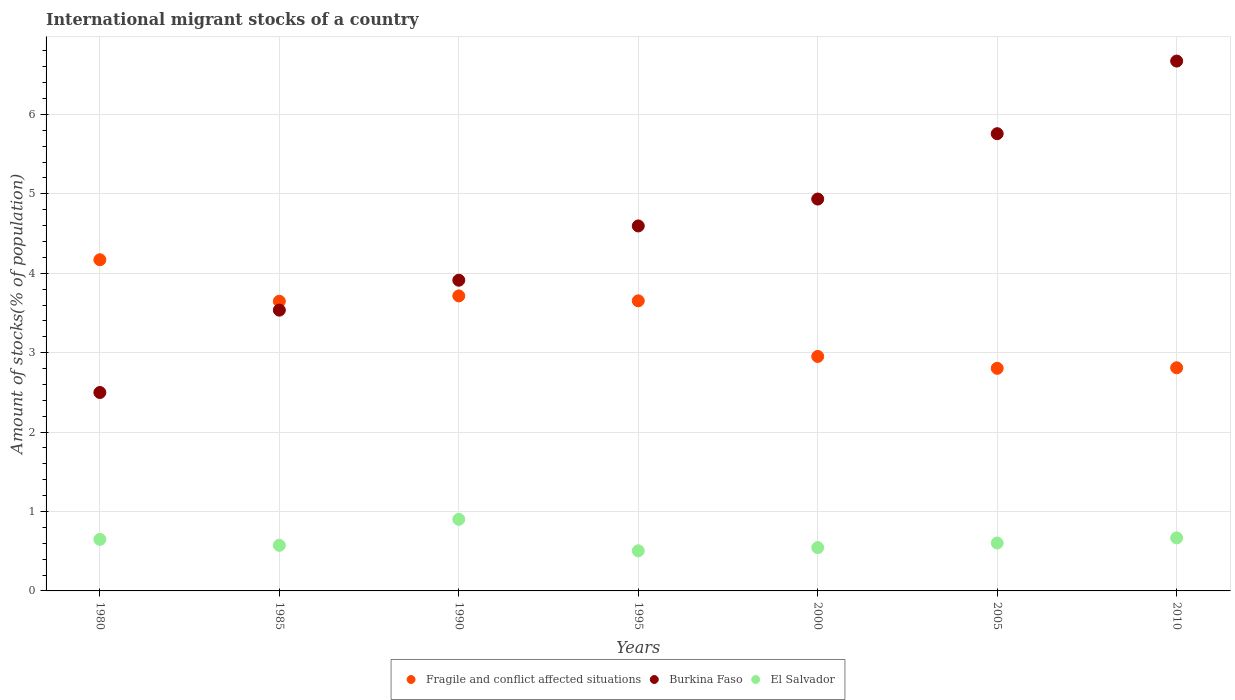 International migrant stocks of a country
Amount of stocks(% of population)
6
5
4
3
2
1
0
1980
1985
1990
1995
2000
2005
2010
Years
Fragile and conflict affected situations
Burkina Faso
El Salvador